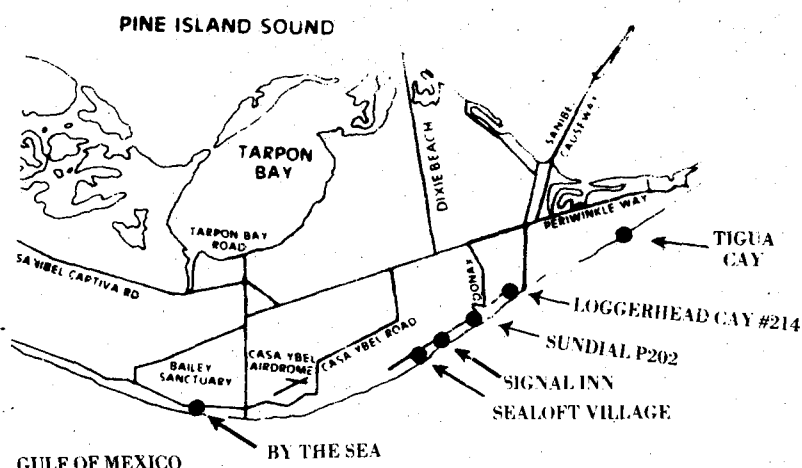 PINE ISLAND SOUND
TARPON
BAY
DIXIE BEACH
SANIBEL
CAUSEWAY
TARPON BAY
ROAD
PERIWINKLE WAY
TIGUA
CAY
SANIBEL CAPTIVA RD
DONAX
LOGGERHEAD CAY #214
SUNDIAL P202
CASA YBEL ROAD
CASA YBEL
AIRDROME
BAILEY
SANCTUARY
SIGNAL INN
SEALOFT VILLAGE
BY THE SEA
GULF OF MEXICO